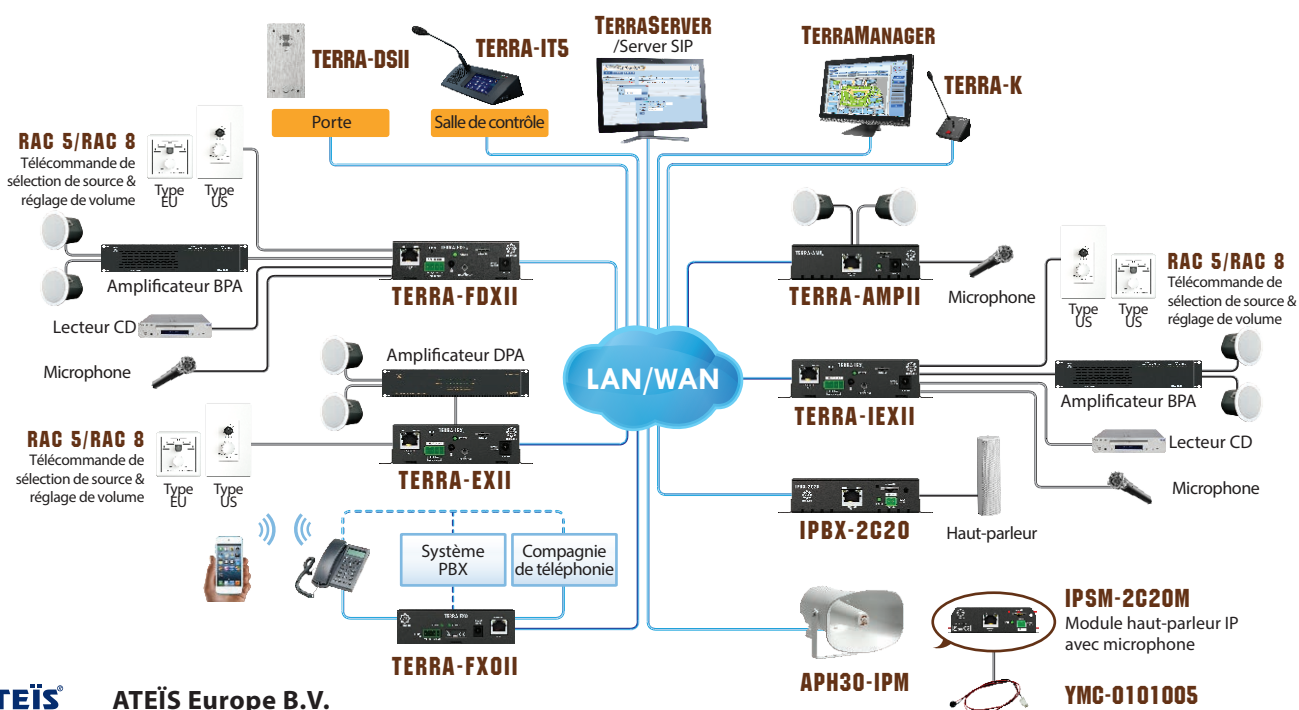 TERRASERVER
/Server SIP
TERRAMANAGER
TERRA-DSII
TERRA-IT5
TERRA-K
Porte
Salle de contrôle
RAC 5/RAC 8
Télécommande de
sélection de source &
réglage de volume
Type
EU
Type
US
Amplificateur BPA
TERRA-FDXII
Lecteur CD
Microphone
Amplificateur DPA
RAC 5/RAC 8
Télécommande de
sélection de source &
réglage de volume
Type
EU
Type
US
TERRA-EXII
Système
PBX
Compagnie
de téléphonie
TERRA-FXOII
LAN/WAN
TERRA-AMPII
Microphone
RAC 5/RAC 8
Télécommande de
sélection de source &
réglage de volume
Type
US
Type
US
TERRA-IEXII
Amplificateur BPA
Lecteur CD
Microphone
IPBX-2C20
IPBX-2C20
Haut-parleur
APH30-IPM
IPSM-2C20M
Module haut-parleur IP
avec microphone
YMC-0101005
TEÏS®
ATEÏS Europe B.V.